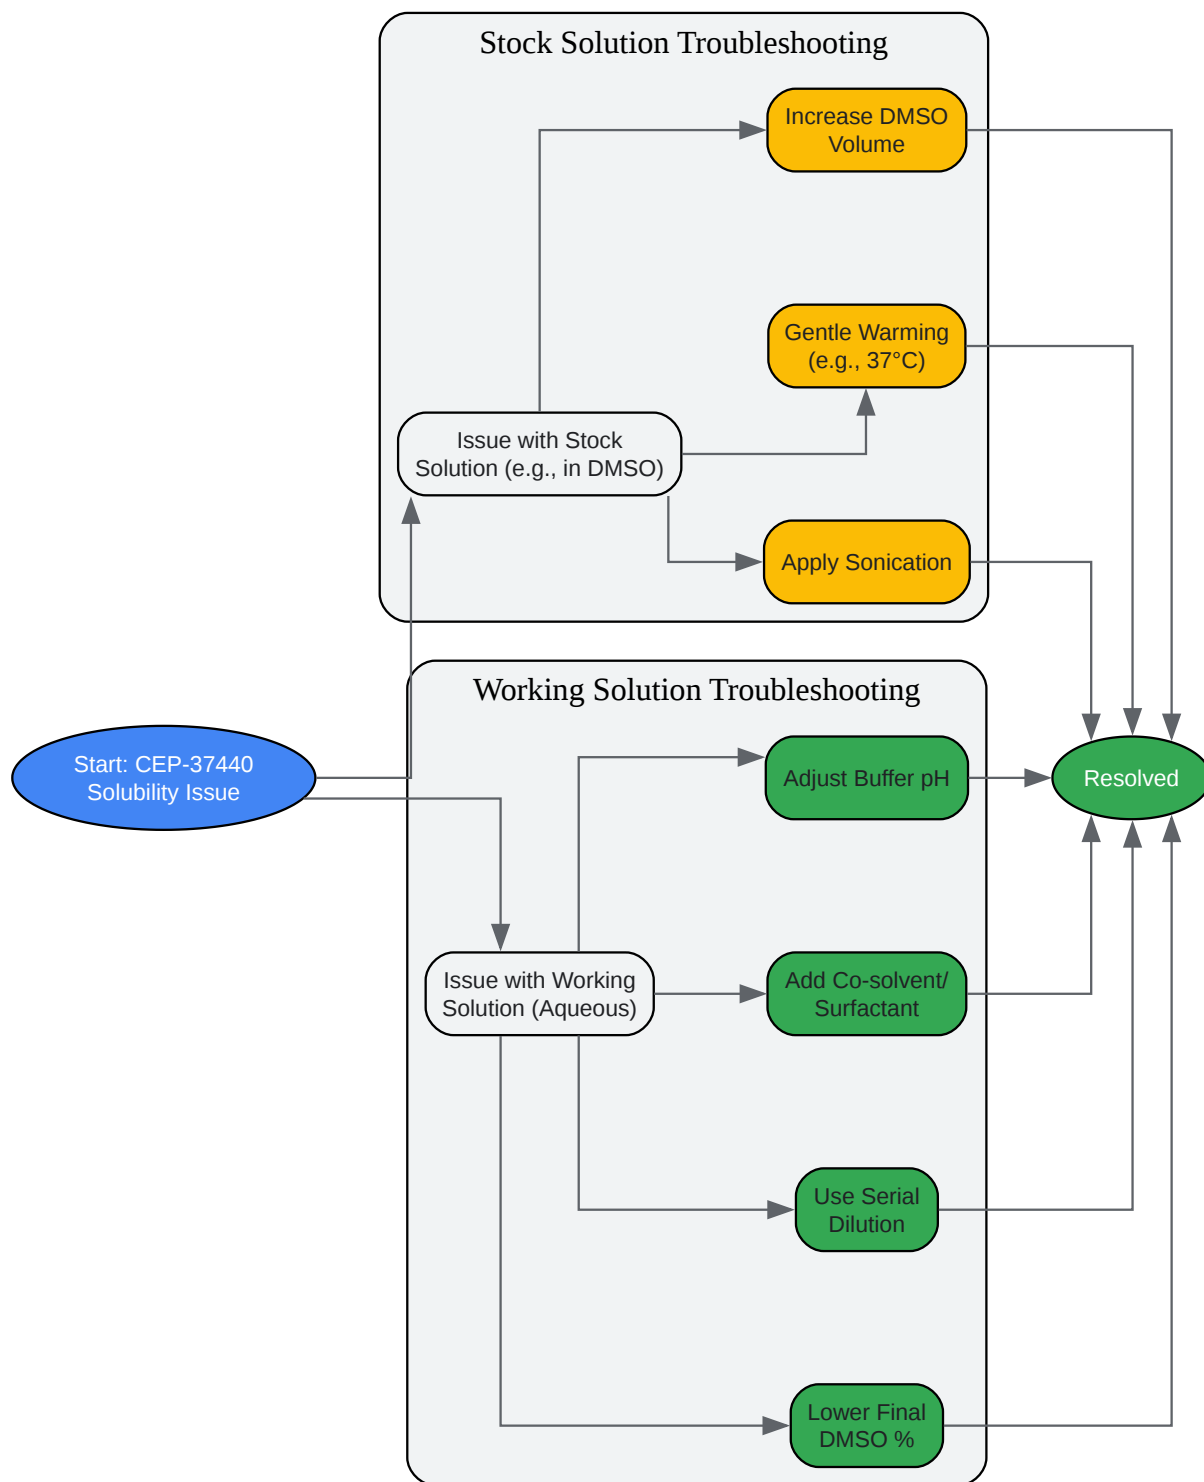 Stock Solution Troubleshooting
Increase DMSO
Volume
Gentle Warming
(e.g., 37°C)
Issue with Stock
Solution (e.g., in DMSO)
Apply Sonication
Working Solution Troubleshooting
Start: CEP-37440
Solubility Issue
Adjust Buffer pH
Resolved
Issue with Working
Solution (Aqueous)
Add Co-solvent/
Surfactant
Use Serial
Dilution
Lower Final
DMSO %